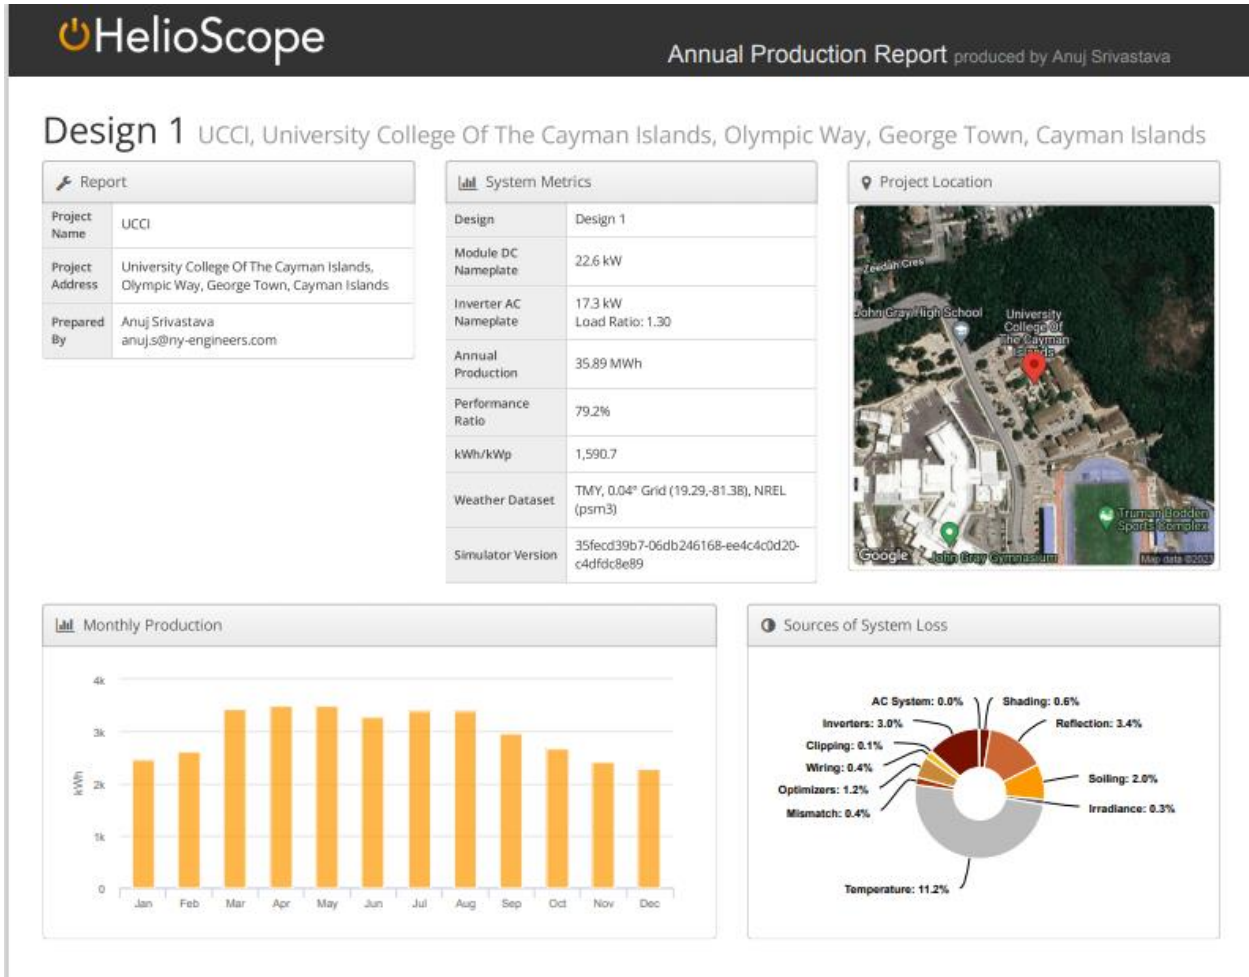 HelioScope
Annual Production Report produced by Anuj Srivastava
Design 1 UCCI, University College Of The Cayman Islands, Olympic Way, George Town, Cayman Islands
Report
Project
Name
UCCI
Project
Address
University College Of The Cayman Islands,
Olympic Way, George Town, Cayman Islands
Prepared
By
Anuj Srivastava
anuj.s@ny-engineers.com
System Metrics
Design
Design 1
Module DC
Nameplate
22.6 kW
Inverter AC
Nameplate
17.3 kW
Load Ratio: 1.30
Annual
Production
35.89 MWh
Performance
Ratio
79.2%
kWh/kWp
1,590.7
Weather Dataset
TMY, 0.04° Grid (19.29,-81.38), NREL
(psm3)
Simulator Version
35fecd39b7-06db246168-ee4c4c0d20-
c4dfdc8e89
Project Location
Zeedah Cres
John Gray High School
University
College Of
The Cayman
Islands
Truman Bodden
Sports Complex
Google
John Gray Gymnasium
Map data ©2023
Monthly Production
4k
3k
2k
1k
0
kWh
Jan Feb Mar Apr May Jun Jul Aug Sep Oct Nov Dec
Sources of System Loss
AC System: 0.0%
Shading: 0.6%
Inverters: 3.0%
Reflection: 3.4%
Clipping: 0.1%
Wiring: 0.4%
Soiling: 2.0%
Optimizers: 1.2%
Irradiance: 0.3%
Mismatch: 0.4%
Temperature: 11.2%